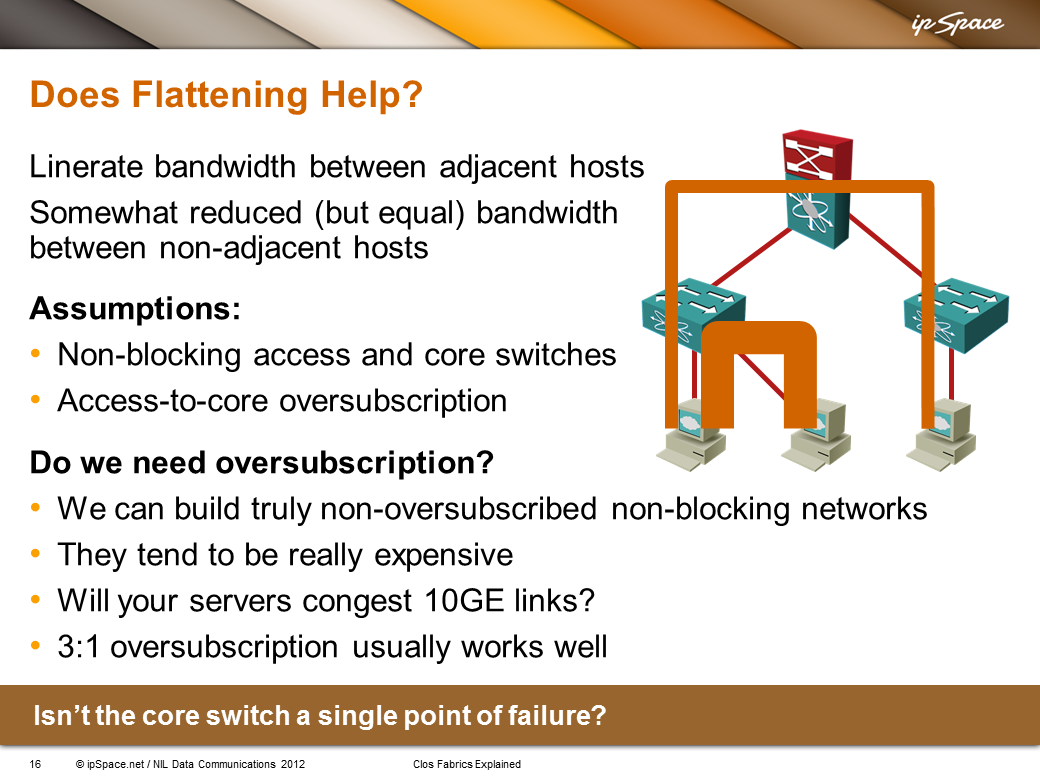 ipSpace
Does Flattening Help?
Linerate bandwidth between adjacent hosts
Somewhat reduced (but equal) bandwidth
between non-adjacent hosts
Assumptions:
• Non-blocking access and core switches
• Access-to-core oversubscription
Do we need oversubscription?
• We can build truly non-oversubscribed non-blocking networks
• They tend to be really expensive
• Will your servers congest 10GE links?
• 3:1 oversubscription usually works well
Isn’t the core switch a single point of failure?
16 © ipSpace.net / NIL Data Communications 2012 Clos Fabrics Explained